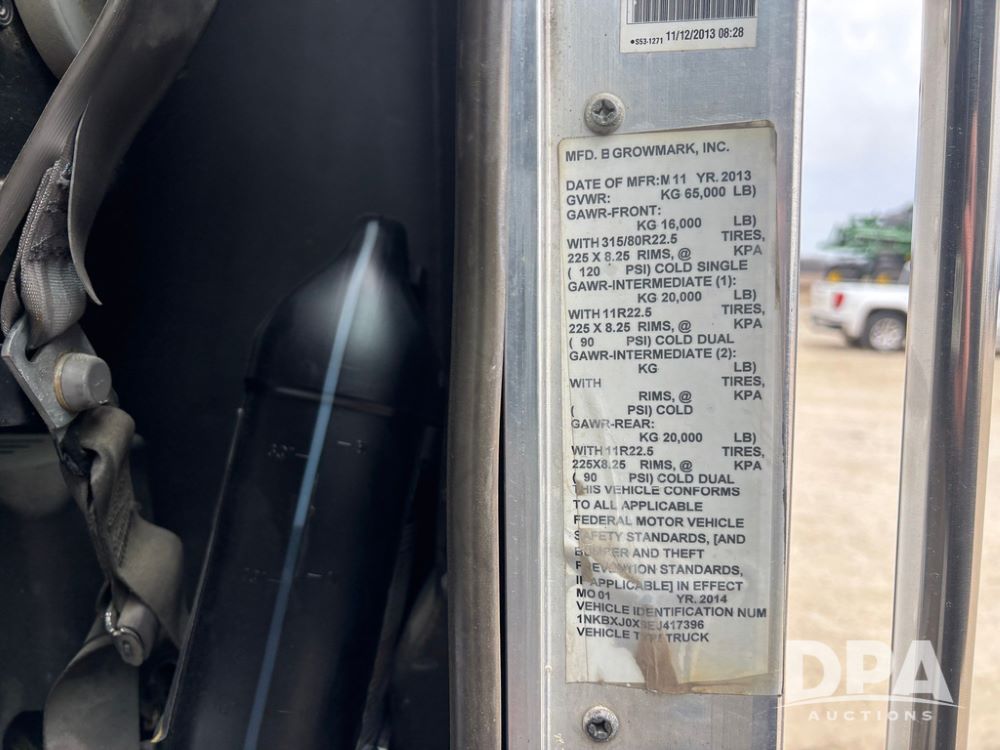 •S53-1271 11/12/2013 08:28
MFD. B GROWMARK, INC.
DATE OF MFR:M 11 YR. 2013
GVWR: KG 65,000 LB)
GAWR-FRONT:
KG 16,000 LB)
WITH 315/80R22.5 TIRES,
225 X 8.25 RIMS, @ KPA
( 120 PSI) COLD SINGLE
GAWR-INTERMEDIATE (1):
KG 20,000 LB)
WITH 11R22.5 TIRES,
225 X 8.25 RIMS, @ KPA
( 90 PSI) COLD DUAL
GAWR-INTERMEDIATE (2):
KG LB)
WITH TIRES,
RIMS, @ KPA
( PSI) COLD
GAWR-REAR:
KG 20,000 LB)
WITH 11R22.5 TIRES,
225X8.25 RIMS, @ KPA
( 90 PSI) COLD DUAL
THIS VEHICLE CONFORMS
TO ALL APPLICABLE
FEDERAL MOTOR VEHICLE
SAFETY STANDARDS, [AND
BUMPER AND THEFT
PREVENTION STANDARDS,
IF APPLICABLE] IN EFFECT
MO 01 YR. 2014
VEHICLE IDENTIFICATION NUM
VEHICLE TYPE TRUCK
DPA
AUCTIONS